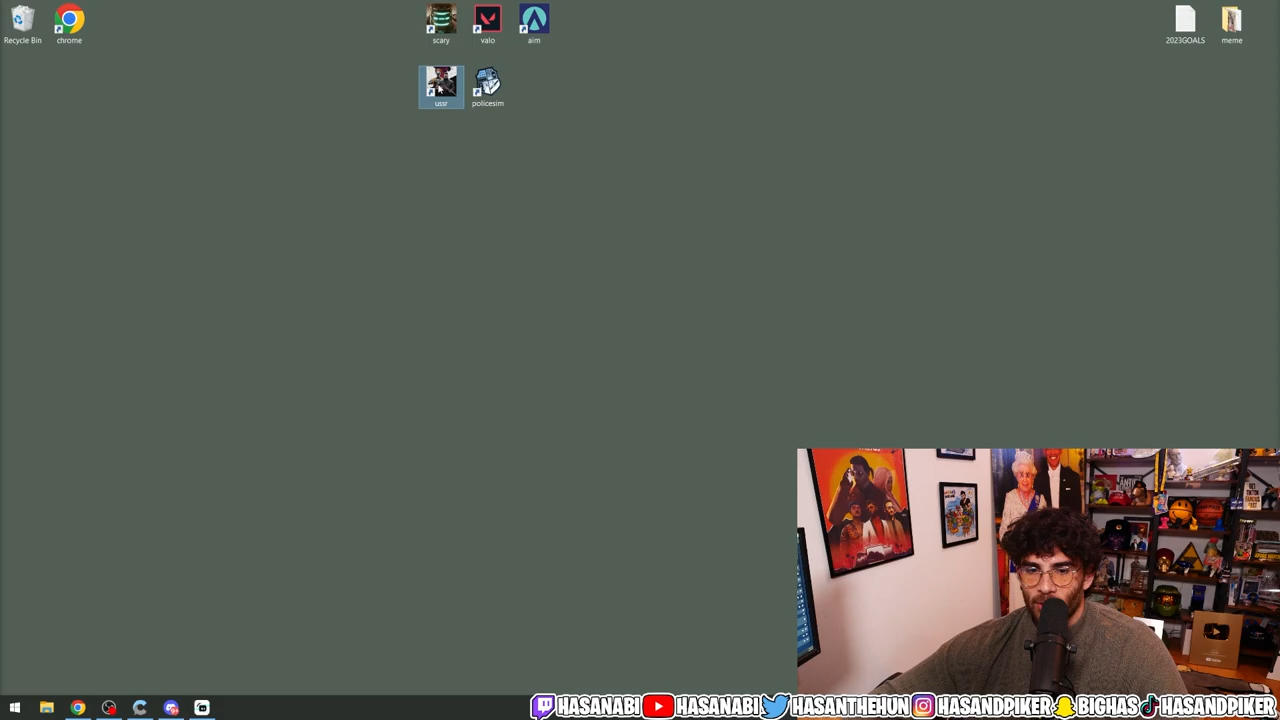 Recycle Bin
chrome
scary
valo
aim
2023GOALS
meme
ussr
policesim
HASANABI HASANABI HASANTHEHUN HASANDPIKER BIGHAS HASANDPIKER